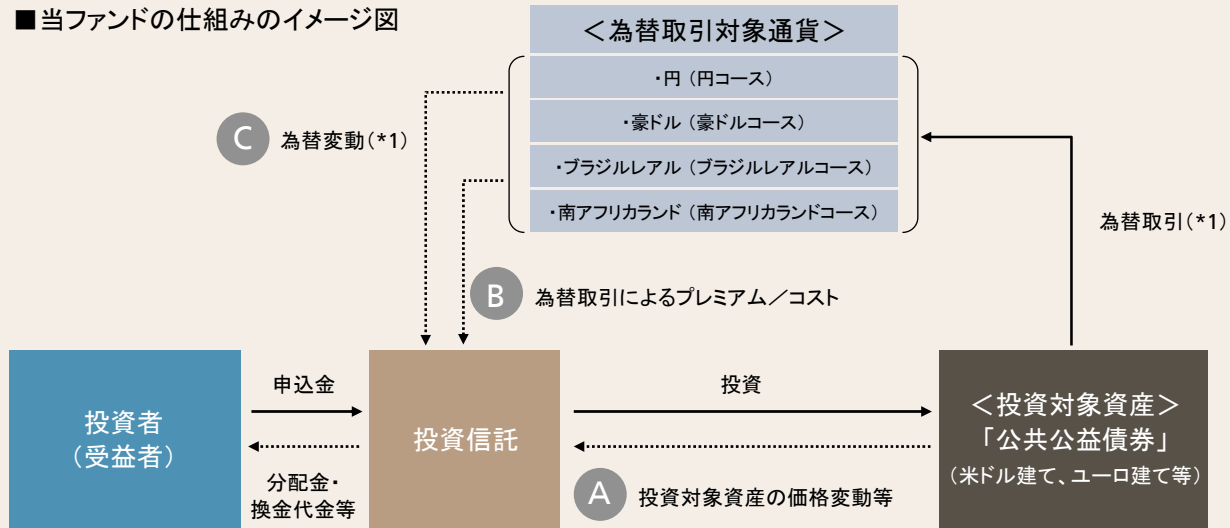 ■当ファンドの仕組みのイメージ図
＜為替取引対象通貨＞
・円（円コース）
・豪ドル（豪ドルコース）
・ブラジルレアル（ブラジルレアルコース）
・南アフリカランド（南アフリカランドコース）
C 為替変動（*1）
為替取引（*1）
B 為替取引によるプレミアム／コスト
投資者
（受益者）
申込金
分配金・
換金代金等
投資信託
投資
A 投資対象資産の価格変動等
＜投資対象資産＞
「公共公益債券」
（米ドル建て、ユーロ建て等）